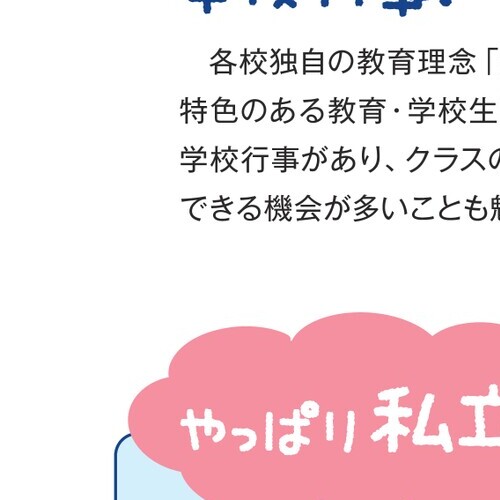 各校独自の教育理念「
特色のある教育・学校生
学校行事があり、クラスの
できる機会が多いことも
やっぱり私立